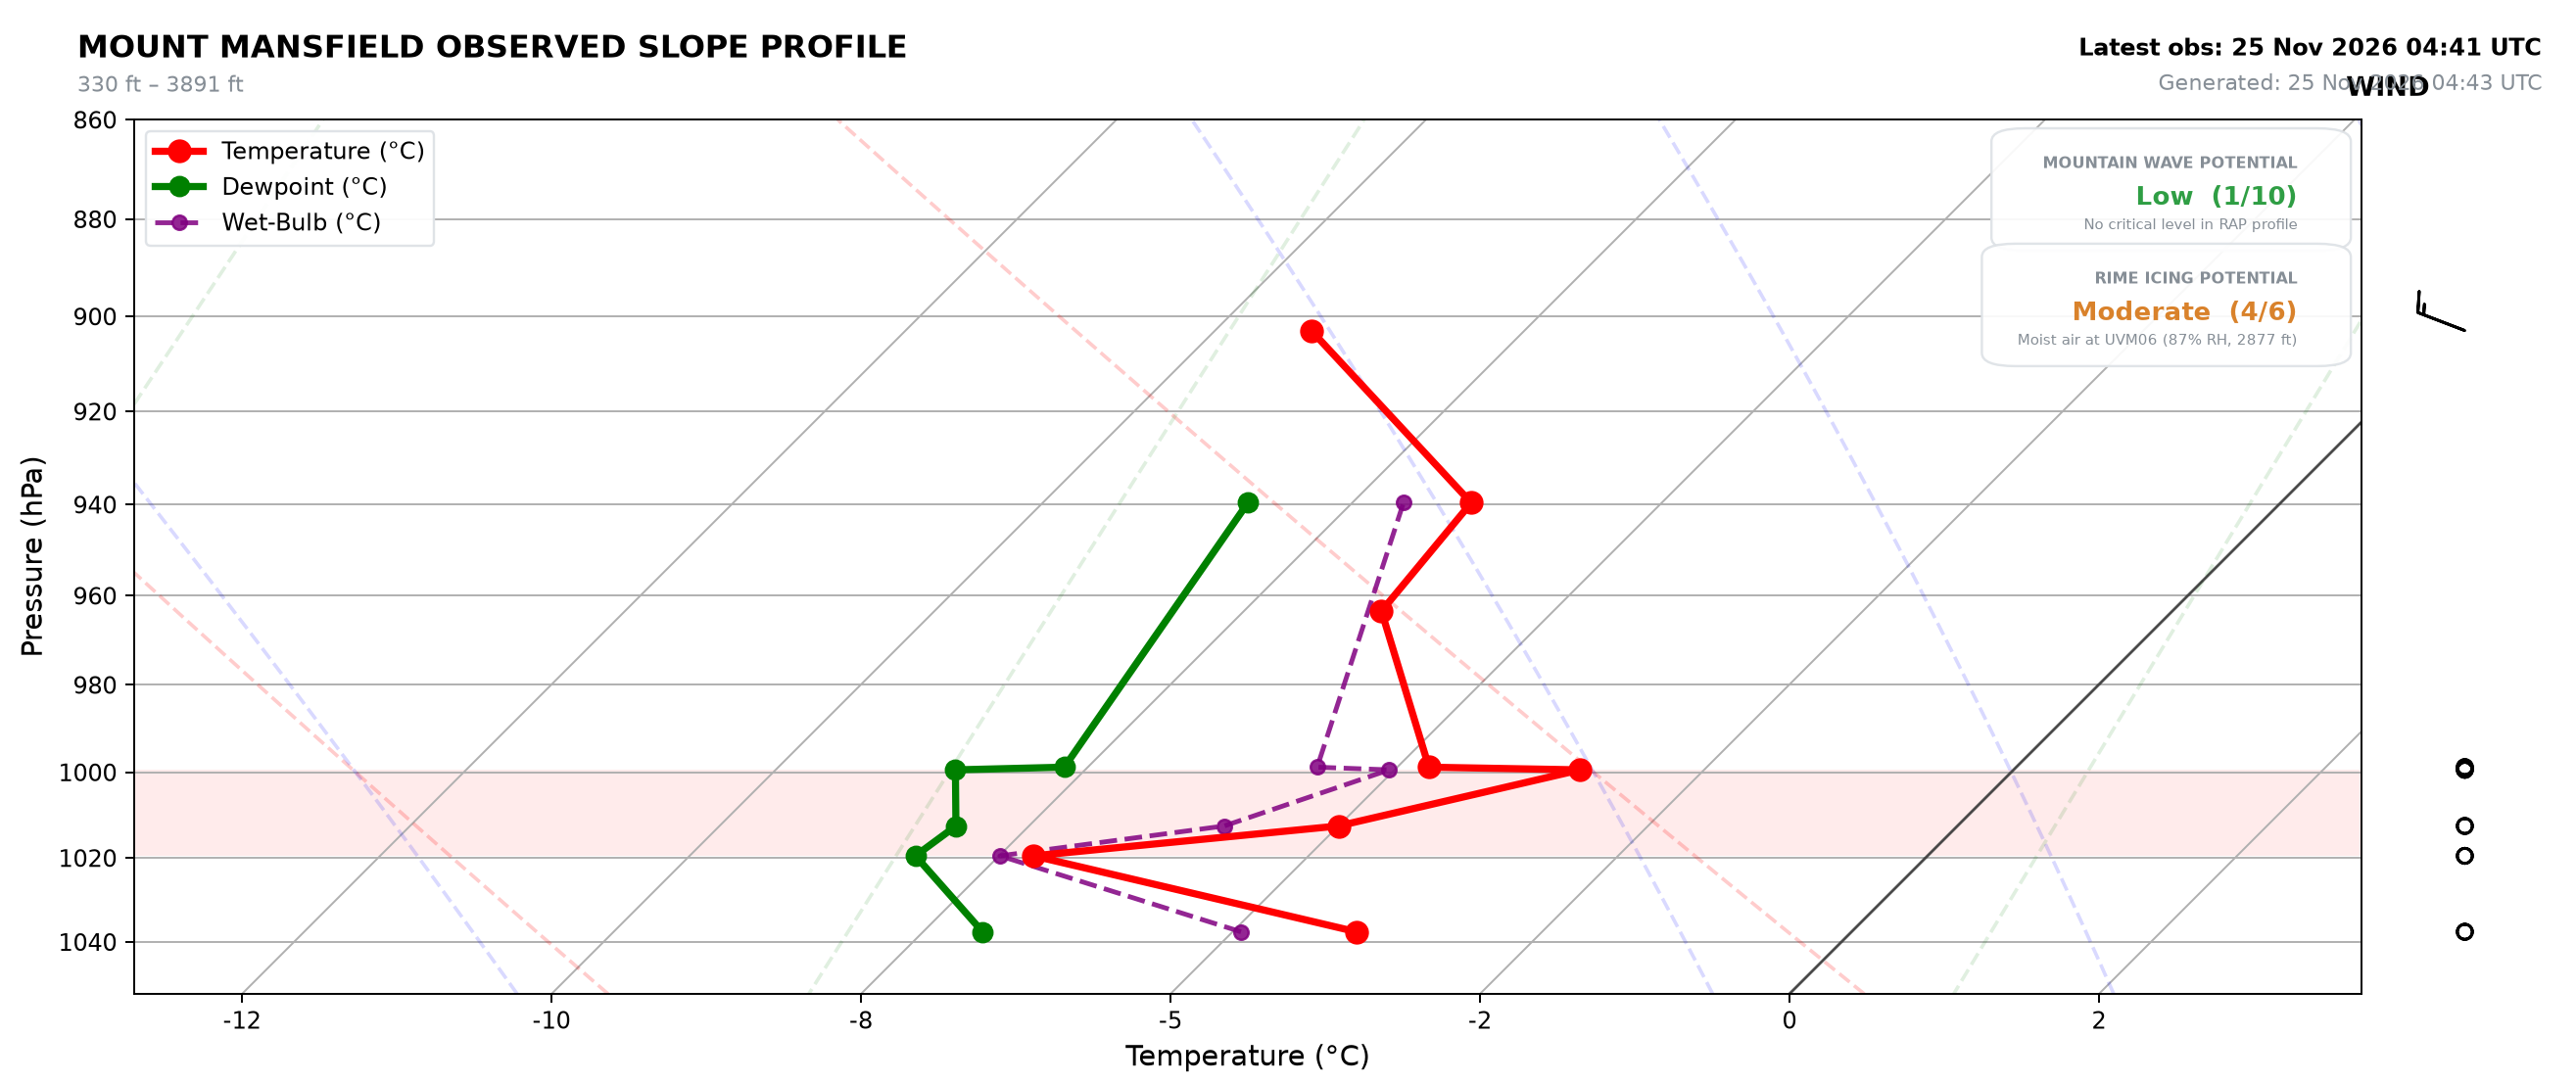 MOUNT MANSFIELD OBSERVED SLOPE PROFILE
Latest obs: 25 Nov 2026 04:41 UTC
330 ft – 3891 ft
Generated: 25 Nov 2026 04:43 UTC
WIND
Temperature (°C)
Dewpoint (°C)
Wet-Bulb (°C)
MOUNTAIN WAVE POTENTIAL
Low (1/10)
No critical level in RAP profile
RIME ICING POTENTIAL
Moderate (4/6)
Moist air at UVM06 (87% RH, 2877 ft)
Pressure (hPa)
860
880
900
920
940
960
980
1000
1020
1040
-12
-10
-8
-5
-2
0
2
Temperature (°C)